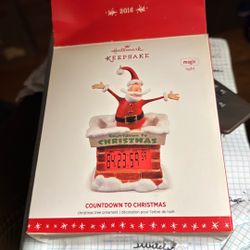 2016
Hallmark
KEEPSAKE
magic
light
Countdown To
CHRISTMAS
COUNTDOWN TO CHRISTMAS
christmas tree ornament | décoration pour l'arbre de noël